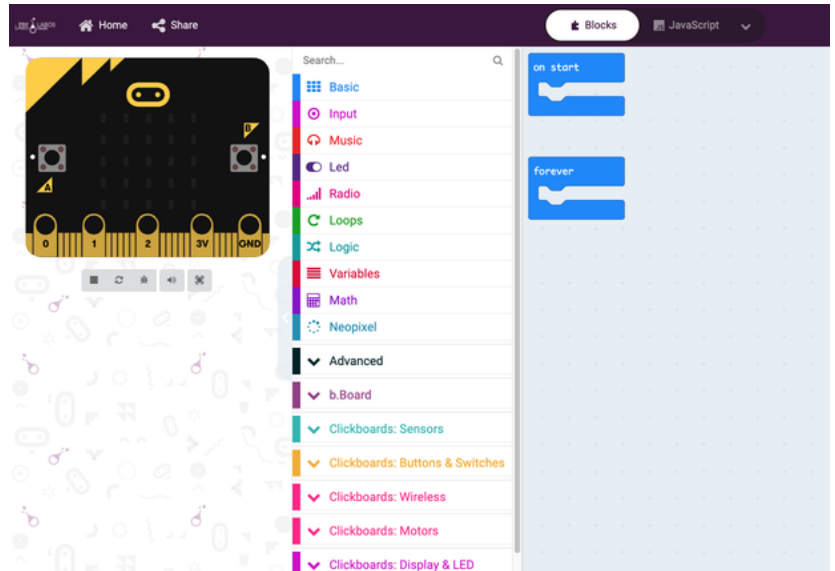 Home
Share
Blocks
JavaScript
Search...
Basic
Input
Music
Led
Radio
Loops
Logic
Variables
Math
Neopixel
Advanced
b.Board
Clickboards: Sensors
Clickboards: Buttons & Switches
Clickboards: Wireless
Clickboards: Motors
Clickboards: Display & LED
B
A
0
1
2
3V
GND
on start
forever